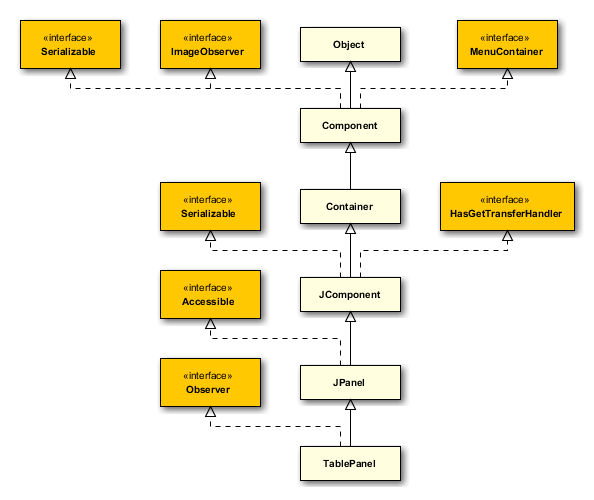 «interface»
Serializable
«interface»
ImageObserver
Object
«interface»
MenuContainer
Component
«interface»
Serializable
Container
«interface»
HasGetTransferHandler
«interface»
Accessible
JComponent
«interface»
Observer
JPanel
TablePanel